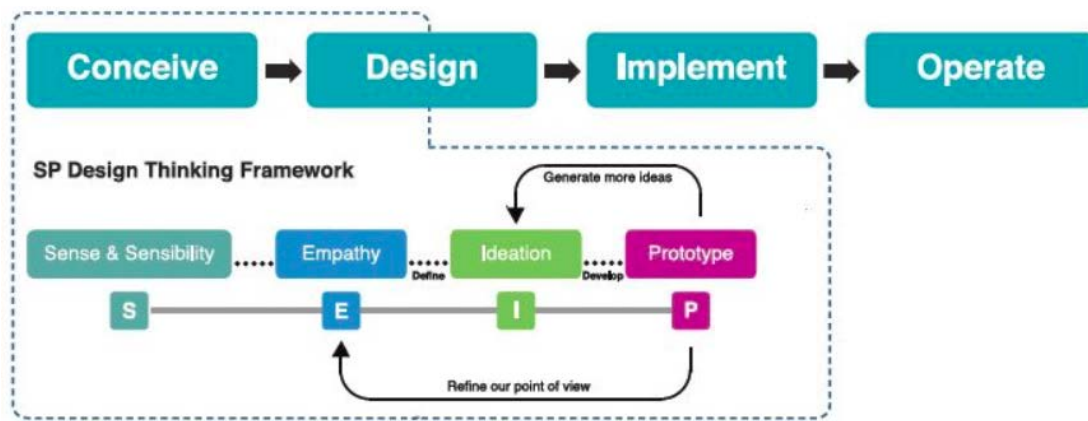 Conceive
Design
Implement
Operate
SP Design Thinking Framework
Generate more ideas
Sense & Sensibility
Empathy
Define
Ideation
Develop
Prototype
S
E
I
P
Refine our point of view